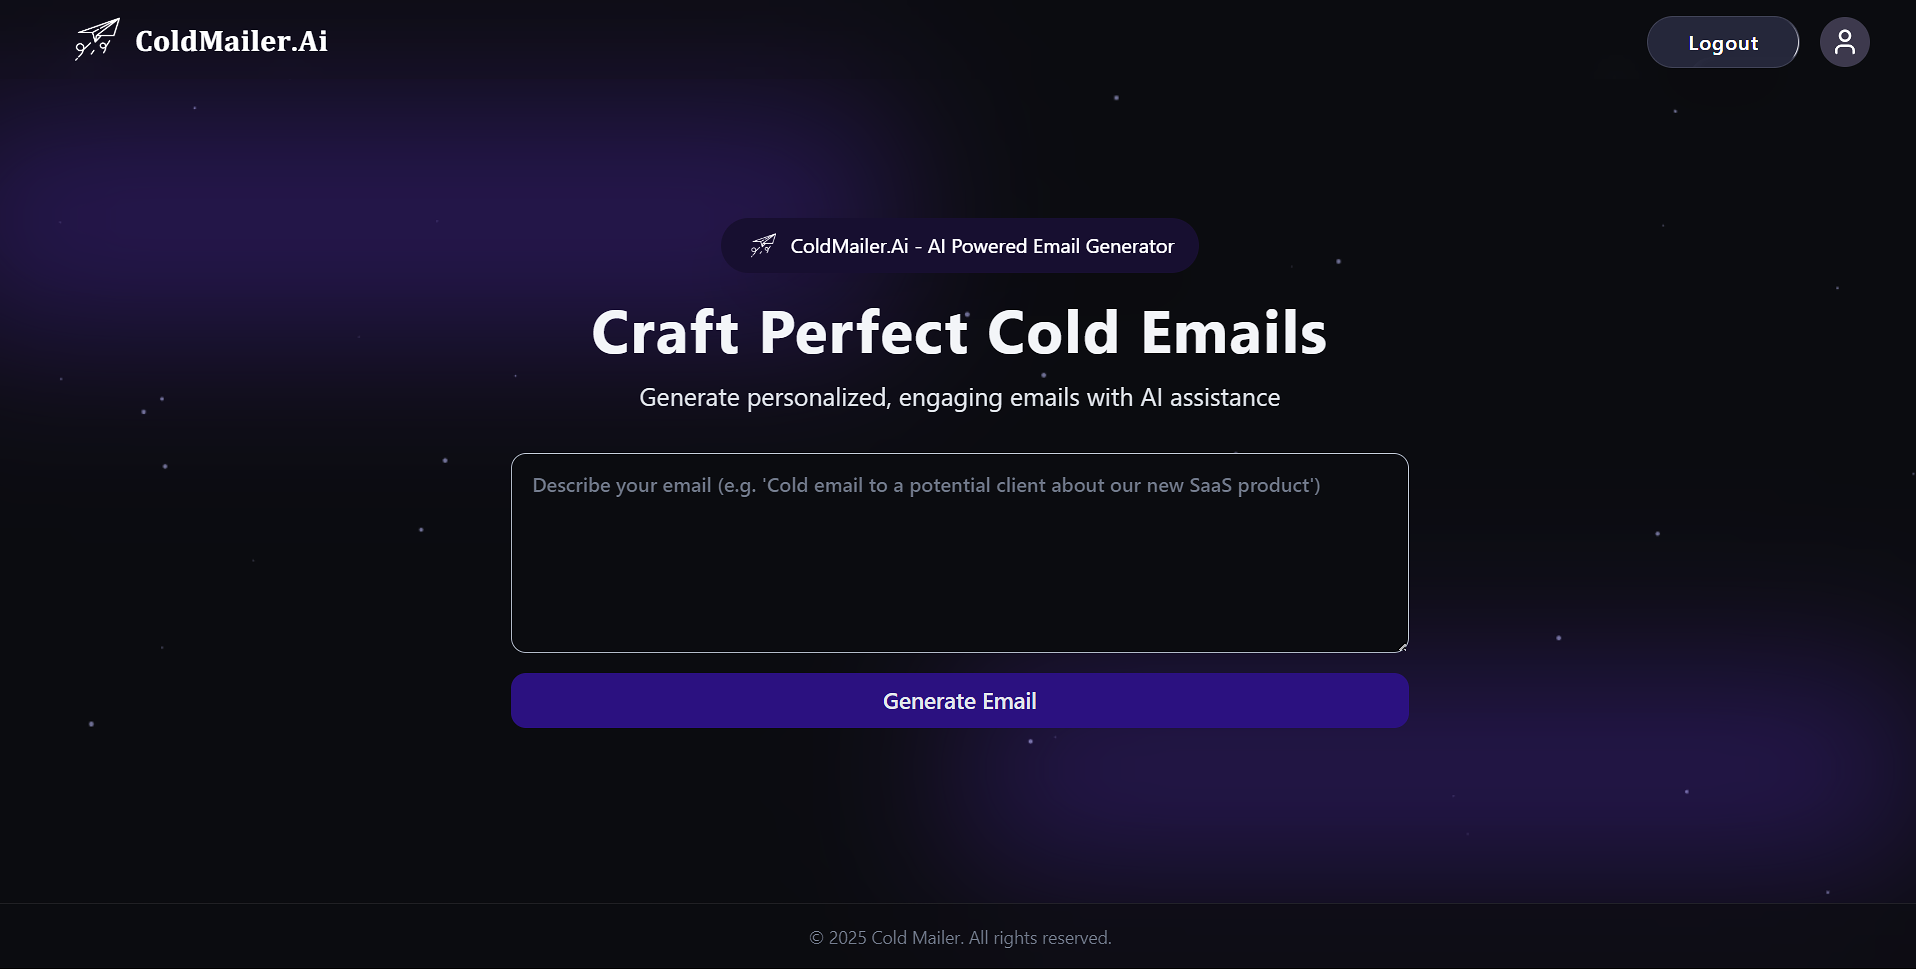 ColdMailer.Ai
Logout
ColdMailer.Ai - AI Powered Email Generator
Craft Perfect Cold Emails
Generate personalized, engaging emails with AI assistance
Describe your email (e.g. 'Cold email to a potential client about our new SaaS product')
Generate Email
© 2025 Cold Mailer. All rights reserved.